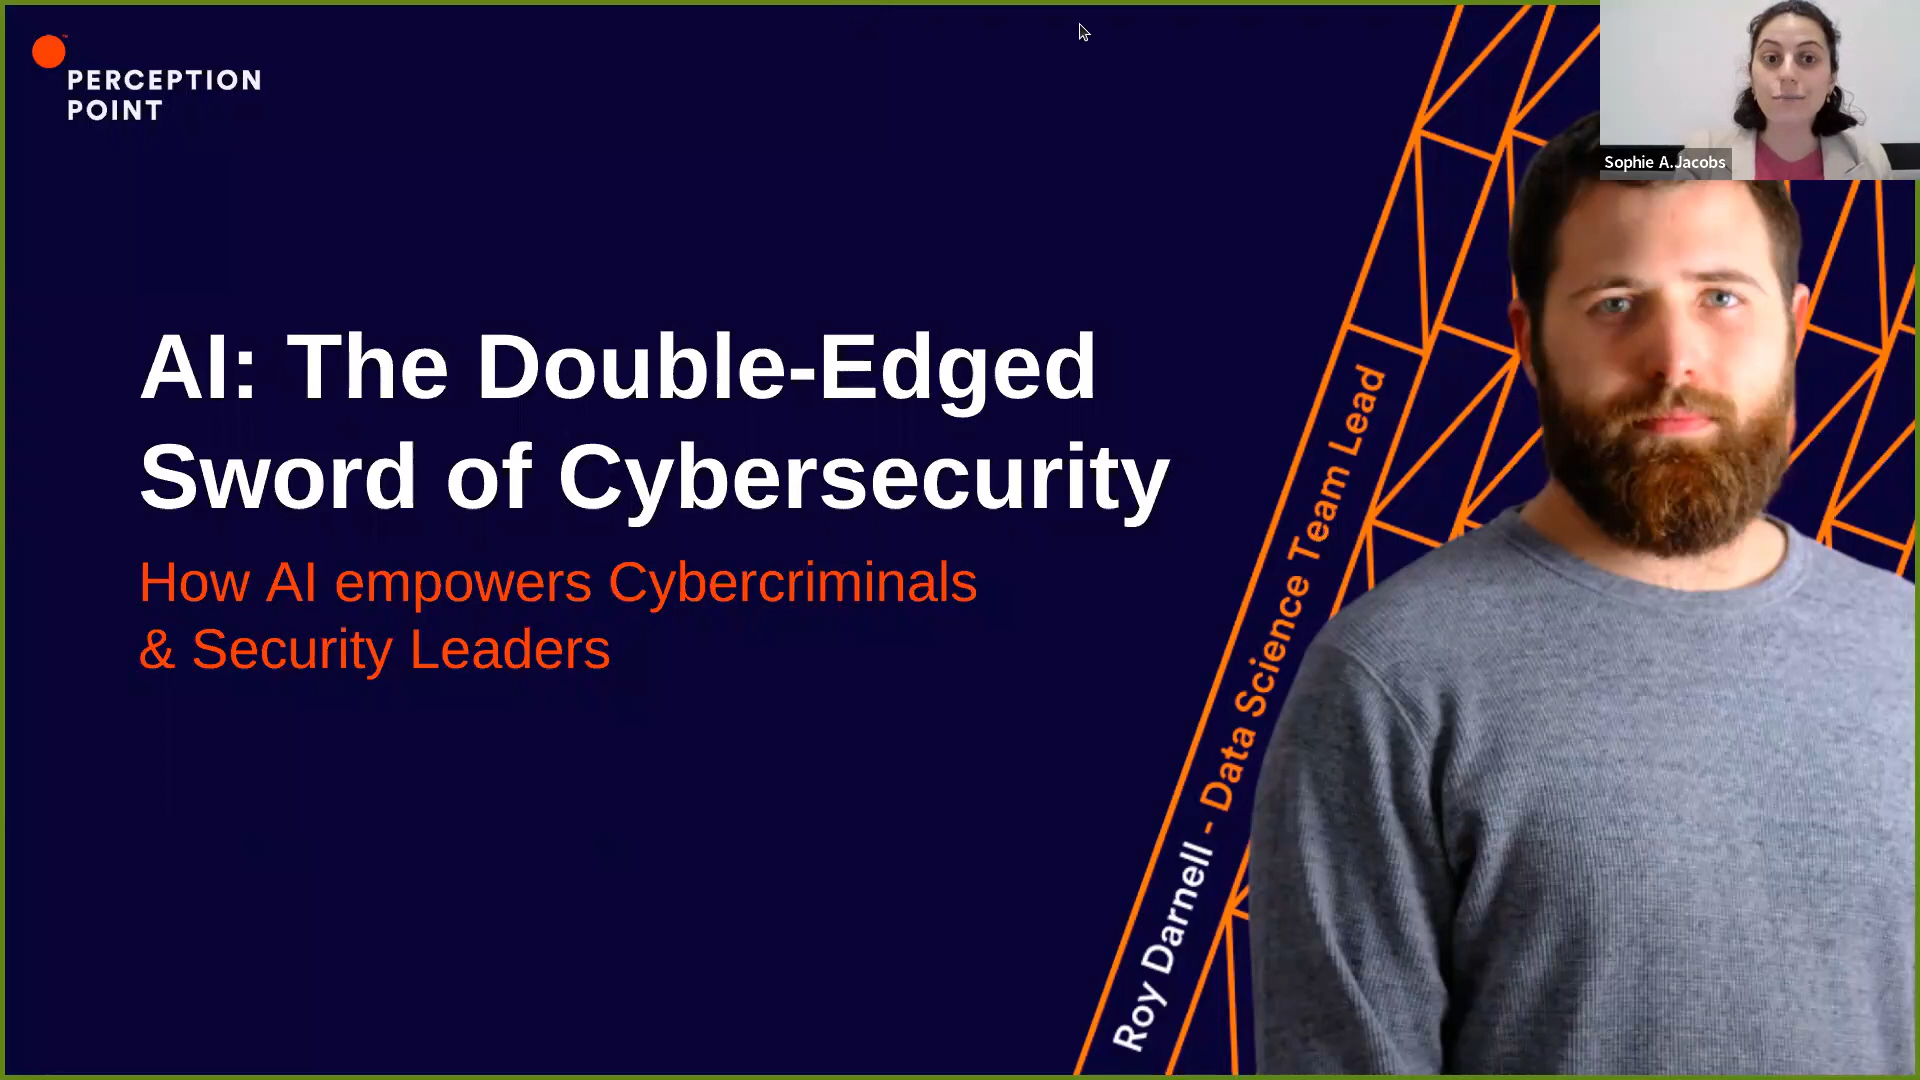 PERCEPTION
POINT
Sophie A.Jacobs
AI: The Double-Edged
Sword of Cybersecurity
How AI empowers Cybercriminals
& Security Leaders
Roy Darnell - Data Science Team Lead